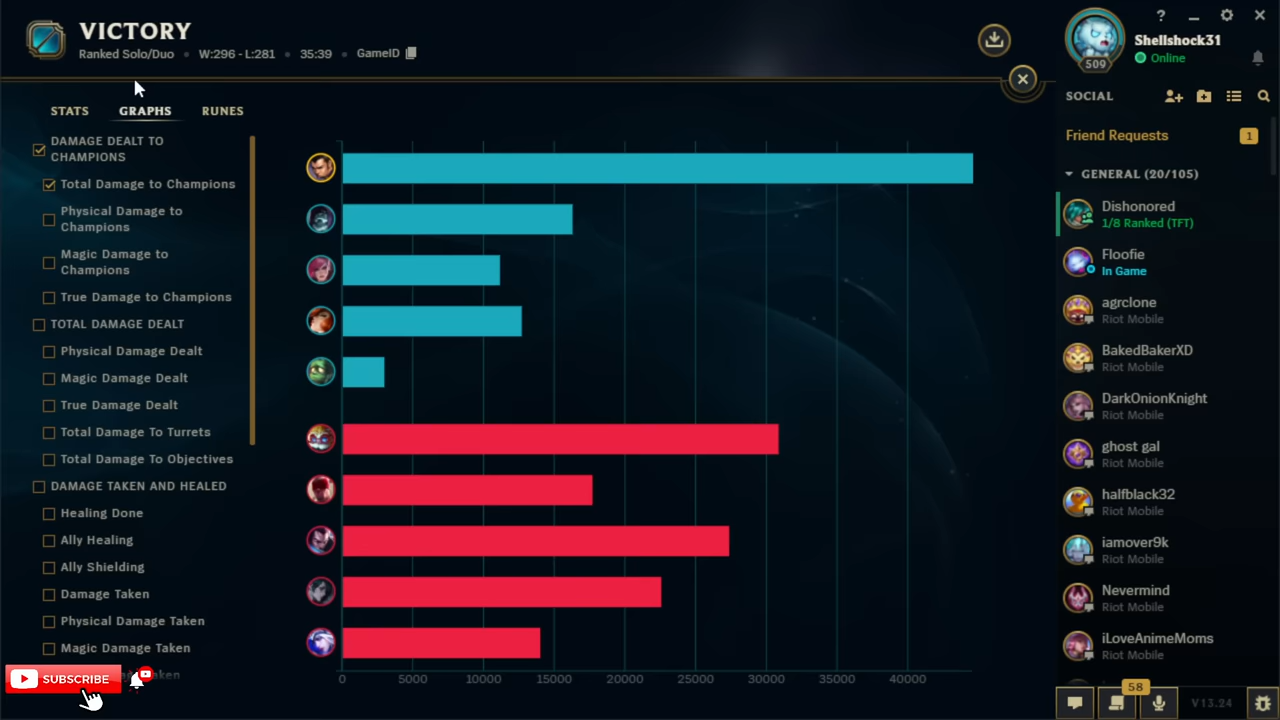 VICTORY
Ranked Solo/Duo • W:296 - L:281 • 35:39 • GameID
STATS GRAPHS RUNES
DAMAGE DEALT TO
CHAMPIONS
Total Damage to Champions
Physical Damage to
Champions
Magic Damage to
Champions
True Damage to Champions
TOTAL DAMAGE DEALT
Physical Damage Dealt
Magic Damage Dealt
True Damage Dealt
Total Damage To Turrets
Total Damage To Objectives
DAMAGE TAKEN AND HEALED
Healing Done
Ally Healing
Ally Shielding
Damage Taken
Physical Damage Taken
Magic Damage Taken
SUBSCRIBE
0 5000 10000 15000 20000 25000 30000 35000 40000
?
509
Shellshock31
Online
SOCIAL
Friend Requests 1
GENERAL (20/105)
Dishonored
1/8 Ranked (TFT)
Floofie
In Game
agrclone
Riot Mobile
BakedBakerXD
Riot Mobile
DarkOnionKnight
Riot Mobile
ghost gal
Riot Mobile
halfblack32
Riot Mobile
iamover9k
Riot Mobile
Nevermind
Riot Mobile
iLoveAnimeMoms
Riot Mobile
58
V13.24